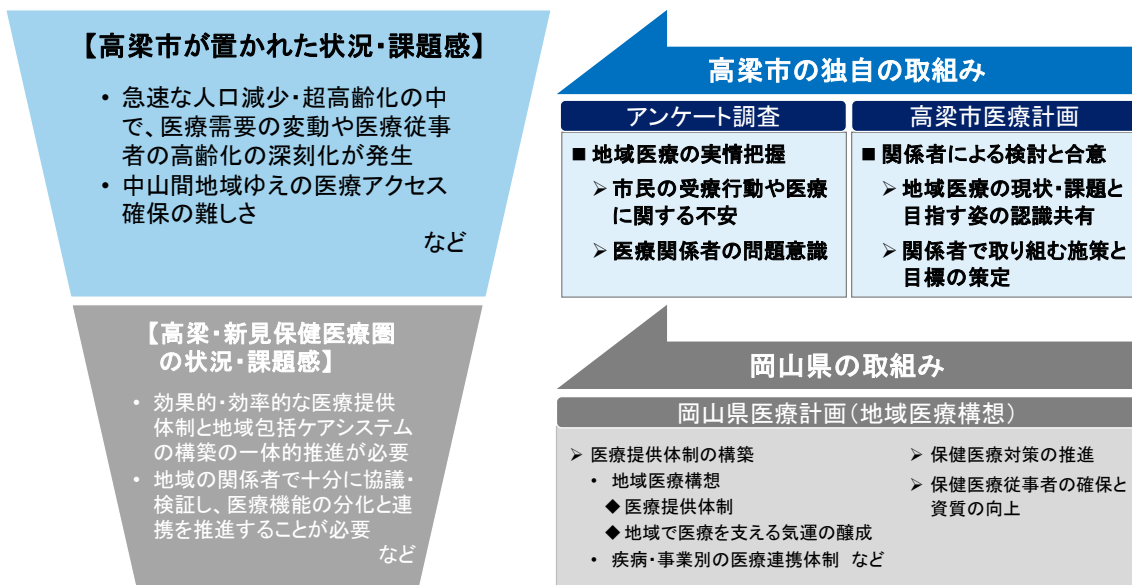 【高梁市が置かれた状況・課題感】
• 急速な人口減少・超高齢化の中
で、医療需要の変動や医療従事
者の高齢化の深刻化が発生
• 中山間地域ゆえの医療アクセス
確保の難しさ
など
【高梁・新見保健医療圏
の状況・課題感】
• 効果的・効率的な医療提供
体制と地域包括ケアシステム
の構築の一体的推進が必要
• 地域の関係者で十分に協議・
検証し、医療機能の分化と連
携を推進することが必要
など
高梁市の独自の取組み
アンケート調査
■ 地域医療の実情把握
➢ 市民の受療行動や医療
に関する不安
➢ 医療関係者の問題意識
高梁市医療計画
■ 関係者による検討と合意
➢ 地域医療の現状・課題と
目指す姿の認識共有
➢ 関係者で取り組む施策と
目標の策定
岡山県の取組み
岡山県医療計画（地域医療構想）
➢ 医療提供体制の構築
• 地域医療構想
◆ 医療提供体制
◆ 地域で医療を支える気運の醸成
• 疾病・事業別の医療連携体制 など
➢ 保健医療対策の推進
➢ 保健医療従事者の確保と
資質の向上